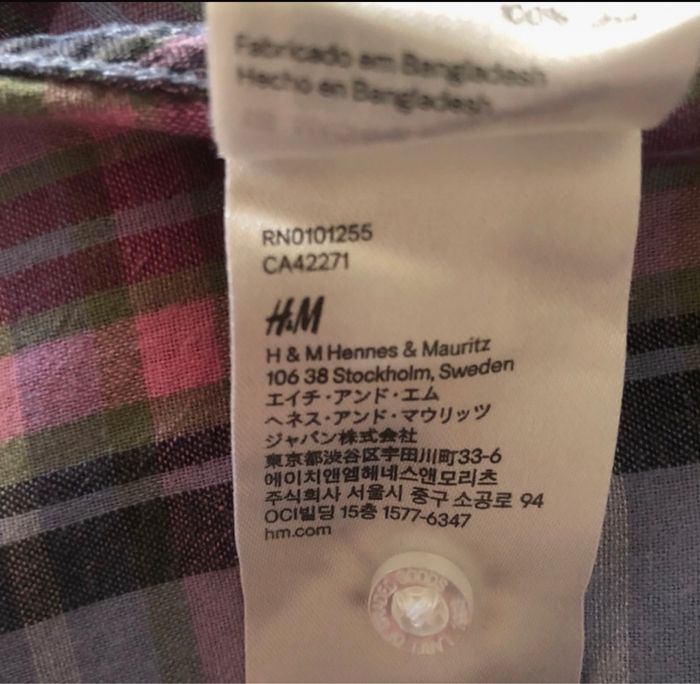 Fabricado em Bangladesh
Hecho en Bangladesh
RN0101255
CA42271
H&M
H & M Hennes & Mauritz
106 38 Stockholm, Sweden
エイチ・アンド・エム
ヘネス・アンド・マウリッツ
ジャパン株式会社
東京都渋谷区宇田川町33-6
에이치앤엠헤네스앤모리츠
주식회사 서울시 중구 소공로 94
OCI빌딩 15층 1577-6347
hm.com
LABEL OF GRADED GOODS